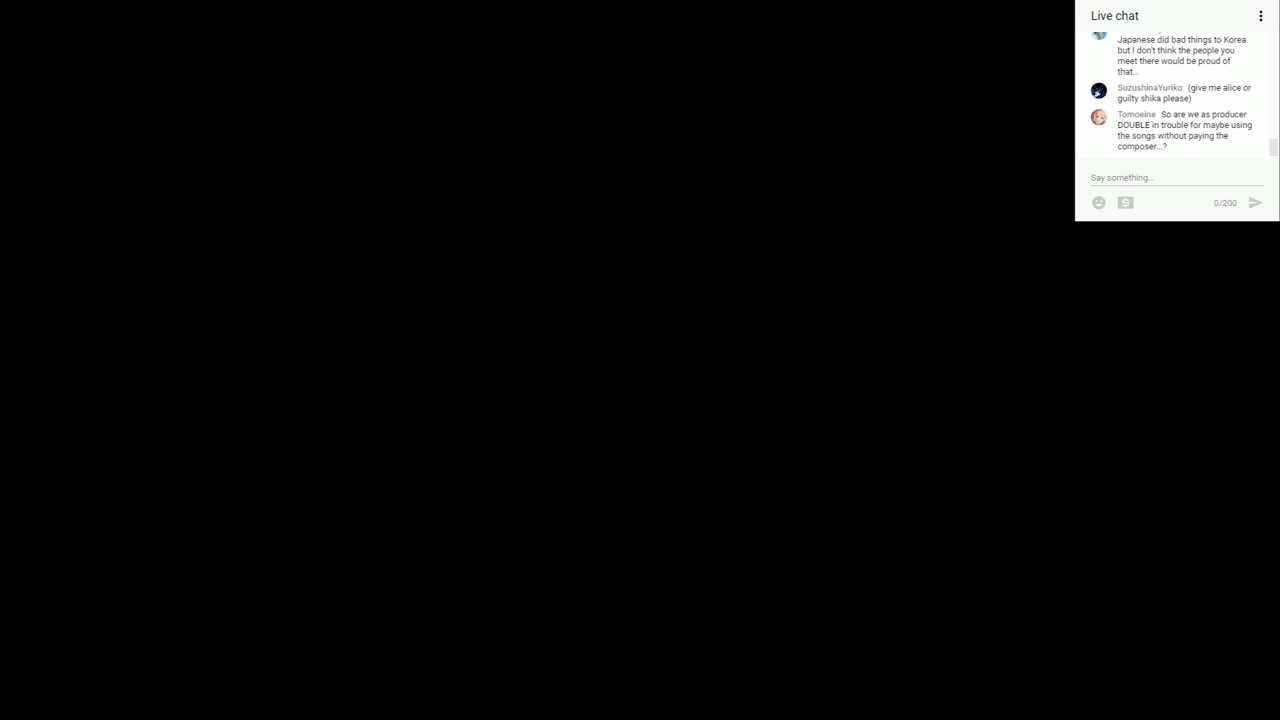 Live chat
Japanese did bad things to Korea
but I don't think the people you
meet there would be proud of
that...
SuzushinaYuriko (give me alice or
guilty shika please)
Tomoeine So are we as producer
DOUBLE in trouble for maybe using
the songs without paying the
composer...?
Say something...
0/200